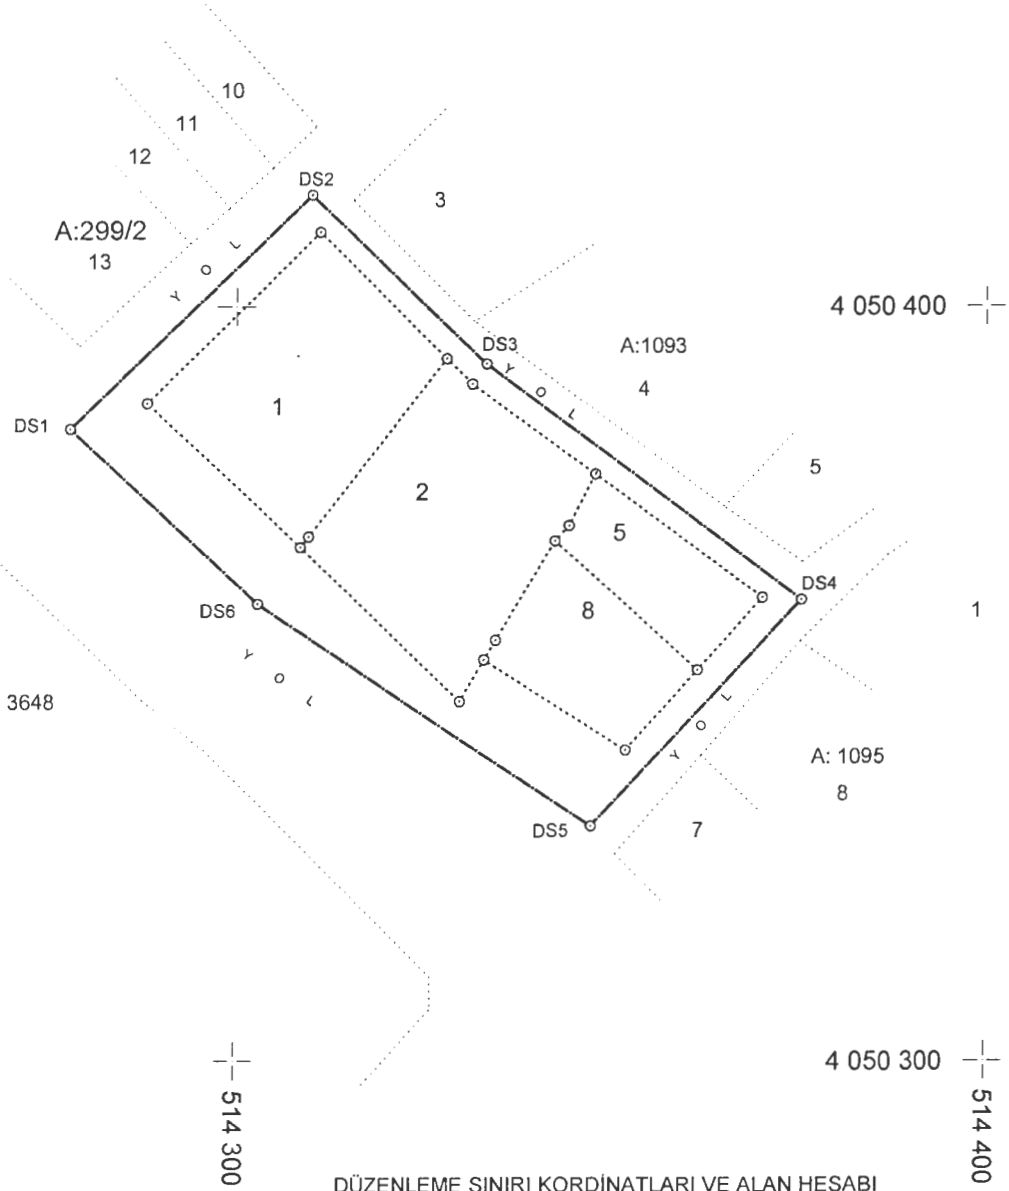 10
11
12
DS2
3
A:299/2
13
Y O L
4 050 400
DS3
A:1093
Y O L
4
1
DS1
5
2
5
DS4
DS6
8
1
Y O L
3648
Y O L
A: 1095
8
DS5
7
4 050 300
514 300
514 400
DÜZENLEME SINIRI KORDİNATLARI VE ALAN HESABI